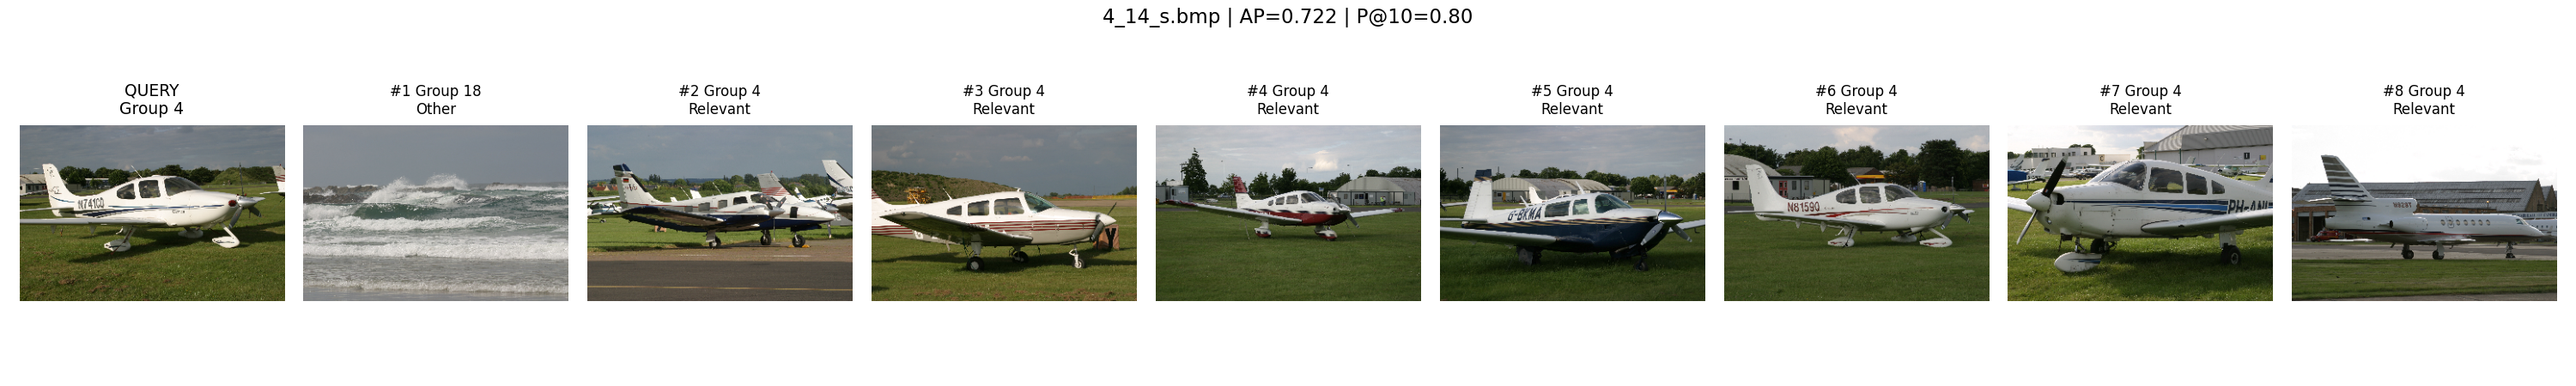 4_14_s.bmp | AP=0.722 | P@10=0.80
QUERY
Group 4
#1 Group 18
Other
#2 Group 4
Relevant
#3 Group 4
Relevant
#4 Group 4
Relevant
#5 Group 4
Relevant
#6 Group 4
Relevant
#7 Group 4
Relevant
#8 Group 4
Relevant
N741CD
G-BKMA
N8159Q